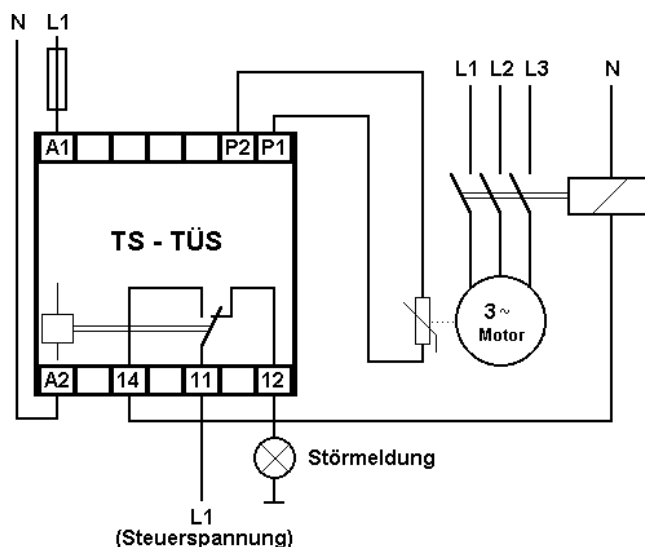 N
L1
L1
L2
L3
N
A1
P2
P1
TS - TÜS
3~
Motor
A2
14
11
12
Störmeldung
L1
(Steuerspannung)